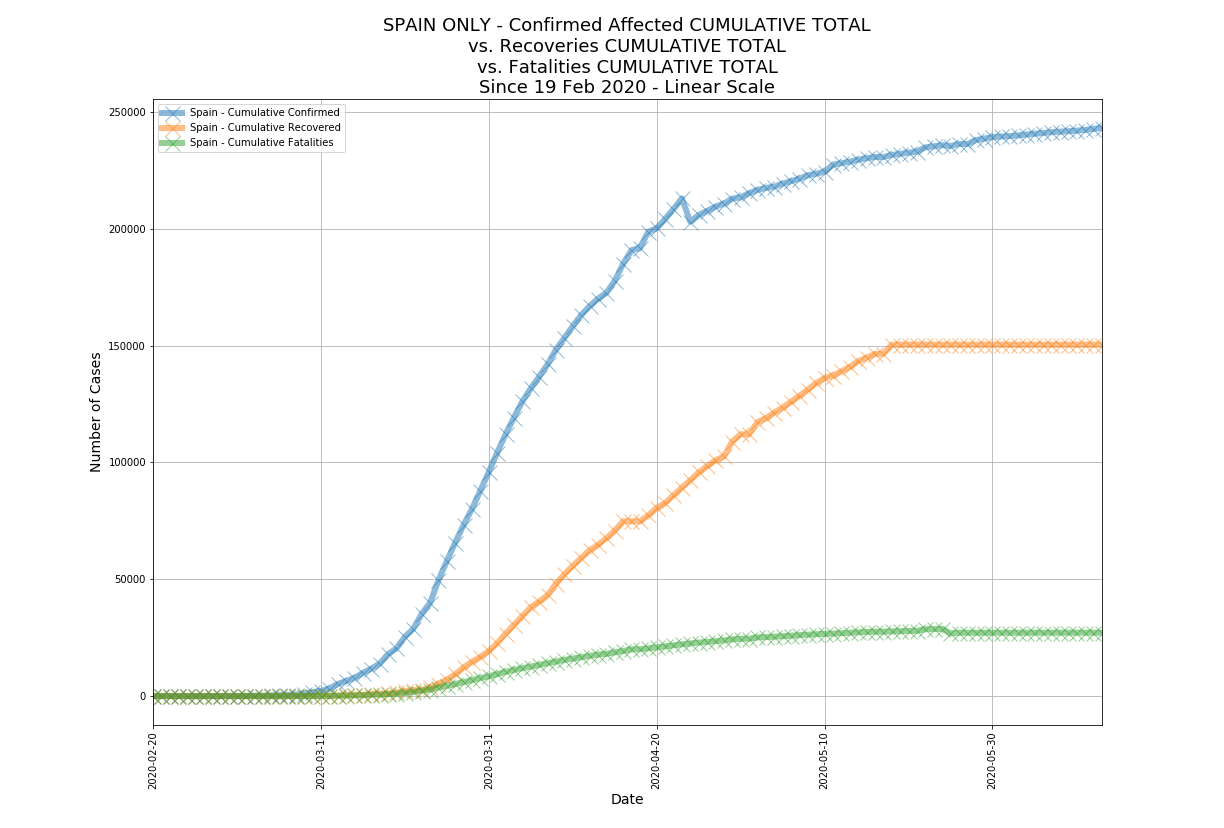 SPAIN ONLY - Confirmed Affected CUMULATIVE TOTAL
vs. Recoveries CUMULATIVE TOTAL
vs. Fatalities CUMULATIVE TOTAL
Since 19 Feb 2020 - Linear Scale
Spain - Cumulative Confirmed
Spain - Cumulative Recovered
Spain - Cumulative Fatalities
Number of Cases
250000
200000
150000
100000
50000
0
2020-02-20
2020-03-11
2020-03-31
2020-04-20
2020-05-10
2020-05-30
Date